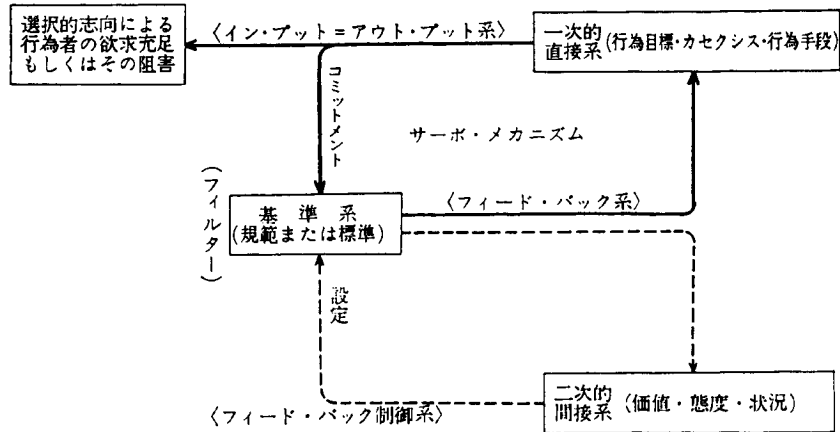 選択的志向による
行為者の欲求充足
もしくはその阻害
〈イン・プット＝アウト・プット系〉
一次的
直接系
(行為目標・カセクシス・行為手段)
コミットメント
サーボ・メカニズム
(フィルター)
基準系
(規範または標準)
〈フィード・バック系〉
設定
〈フィード・バック制御系〉
二次的
間接系
(価値・態度・状況)